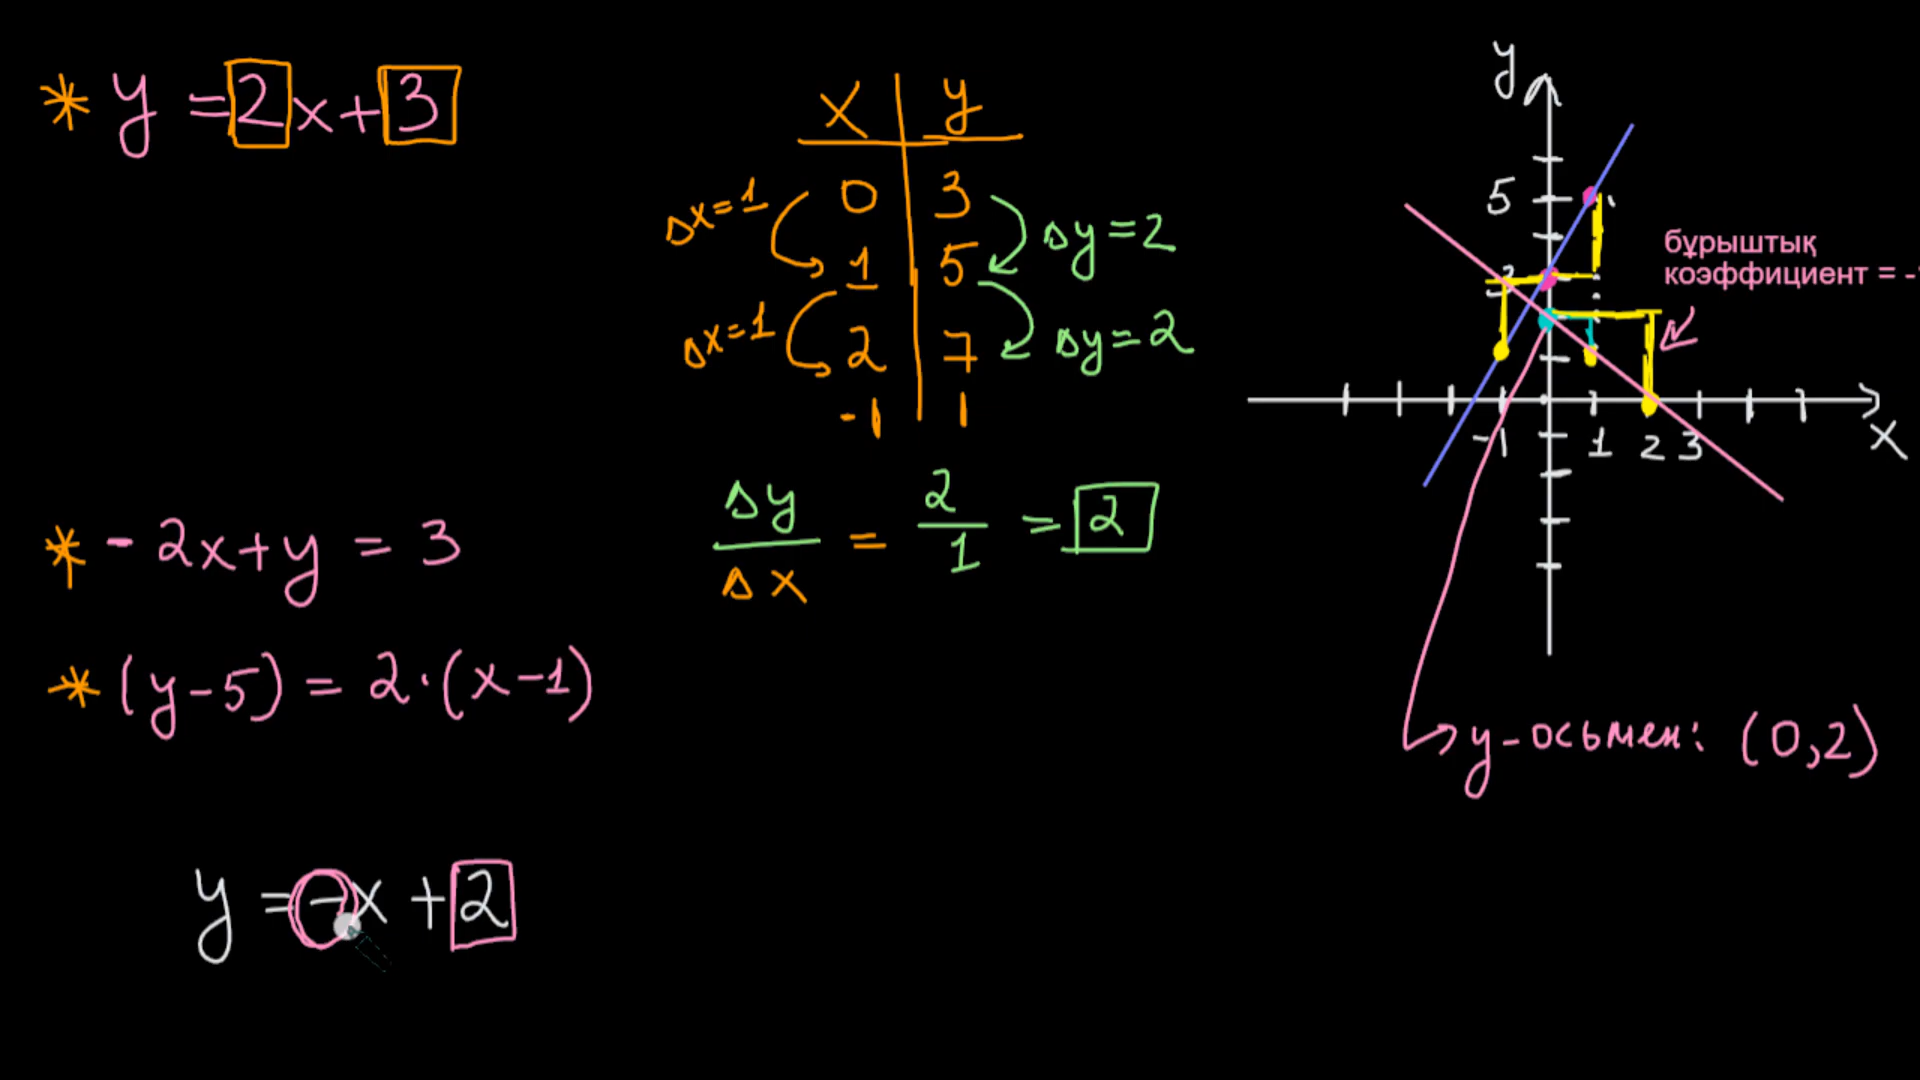 * y = 2x + 3
x | y
0 | 3
1 | 5
2 | 7
-1 | 1
Δx = 1
Δx = 1
Δy = 2
Δy = 2
Δy/Δx = 2/1 = 2
* -2x + y = 3
* (y - 5) = 2 · (x - 1)
y = -x + 2
y
5
3
бұрыштық
коэффициент = -
-1 1 2 3
x
y-осьмен: (0,2)